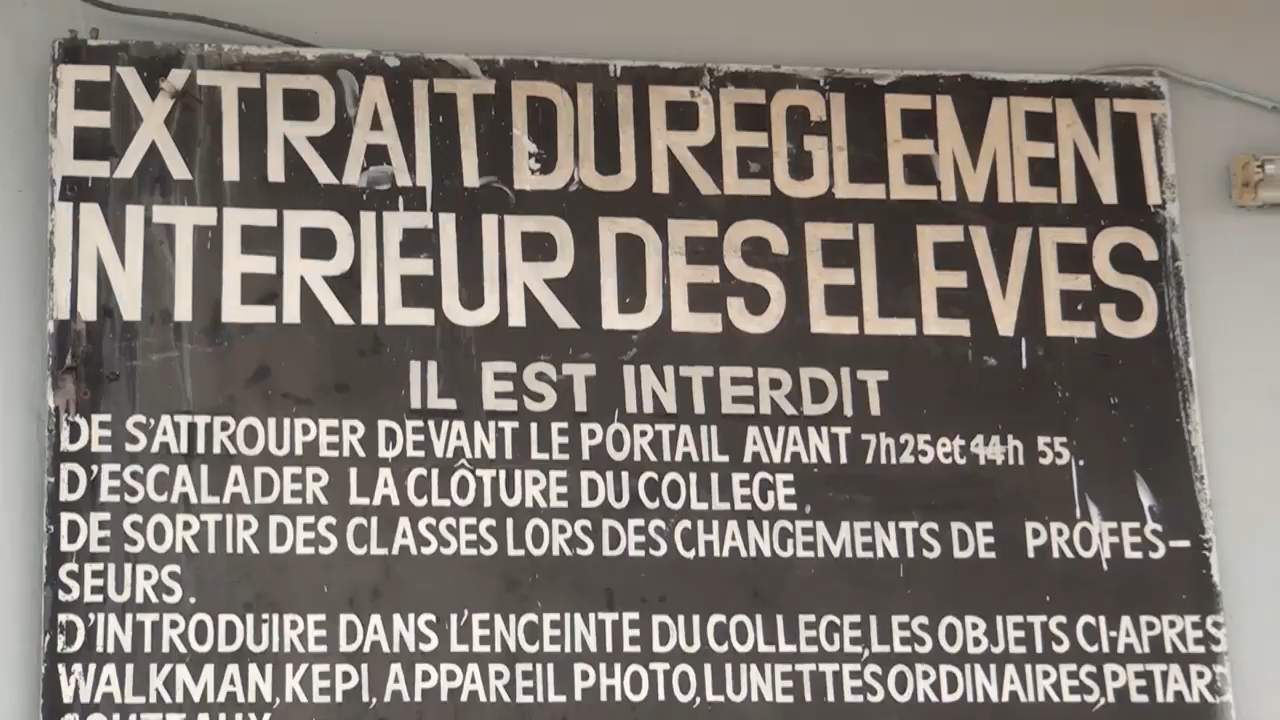 EXTRAIT DU REGLEMENT
INTERIEUR DES ELEVES
IL EST INTERDIT
DE S'ATTROUPER DEVANT LE PORTAIL AVANT 7h25 et 14h 55.
D'ESCALADER LA CLÔTURE DU COLLEGE.
DE SORTIR DES CLASSES LORS DES CHANGEMENTS DE PROFES-
SEURS.
D'INTRODUIRE DANS L'ENCEINTE DU COLLEGE, LES OBJETS CI-APRES
WALKMAN, KEPI, APPAREIL PHOTO, LUNETTES ORDINAIRES, PETARD